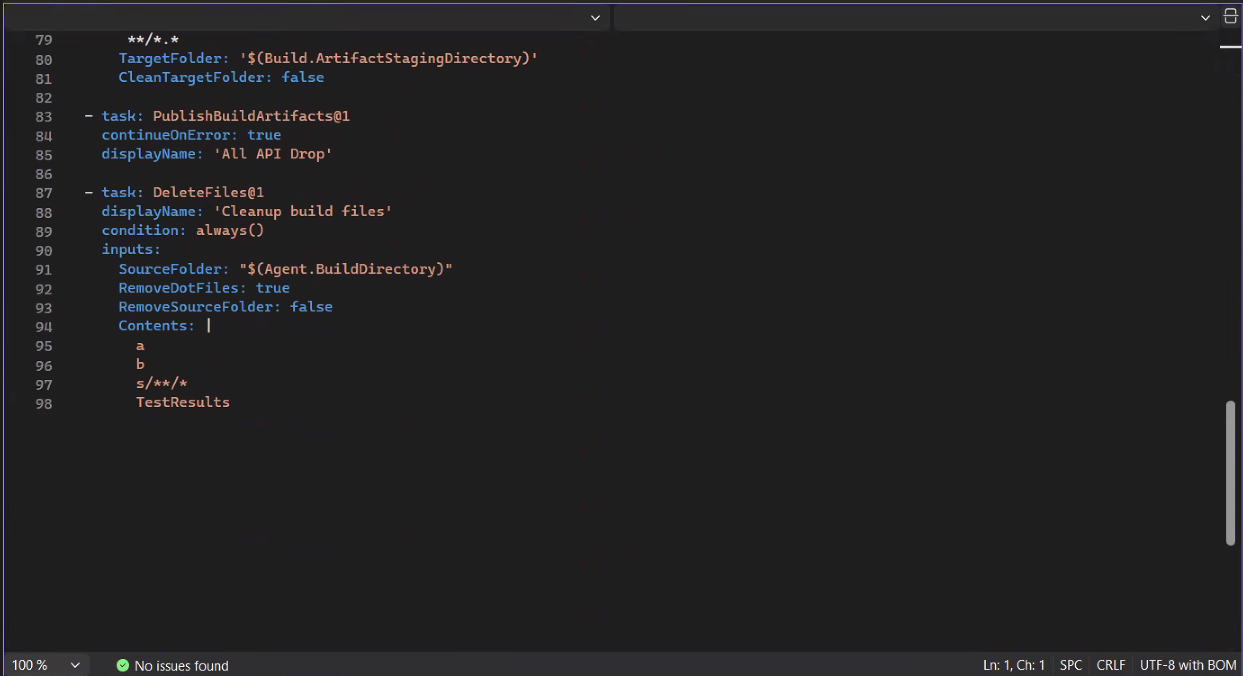 79 **/*.*
80 TargetFolder: '$(Build.ArtifactStagingDirectory)'
81 CleanTargetFolder: false
82
83 - task: PublishBuildArtifacts@1
84 continueOnError: true
85 displayName: 'All API Drop'
86
87 - task: DeleteFiles@1
88 displayName: 'Cleanup build files'
89 condition: always()
90 inputs:
91 SourceFolder: "$(Agent.BuildDirectory)"
92 RemoveDotFiles: true
93 RemoveSourceFolder: false
94 Contents: |
95 a
96 b
97 s/**/*
98 TestResults
100 % No issues found Ln: 1, Ch: 1 SPC CRLF UTF-8 with BOM